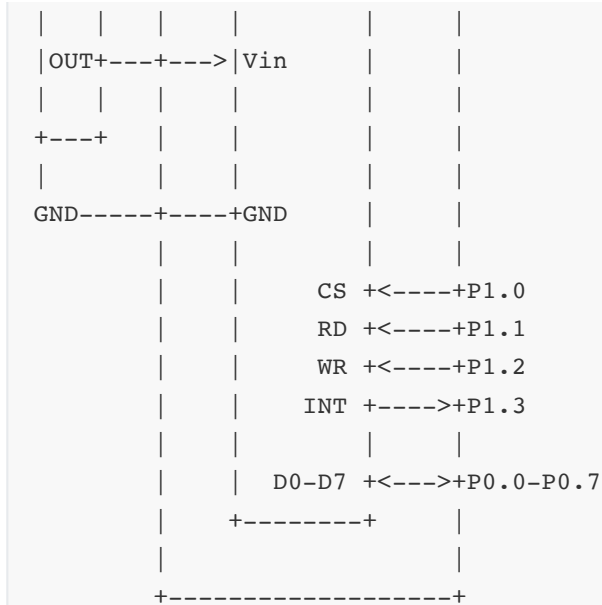 |   |    |    |        |     |
|OUT+---+--->|Vin     |     |
|   |    |    |        |     |
+---+    |    |        |     |
|        |    |        |     |
GND-----+----+GND     |     |
         |    |        |     |
         |    |     CS +<----+P1.0
         |    |     RD +<----+P1.1
         |    |     WR +<----+P1.2
         |    |    INT +---->+P1.3
         |    |        |     |
         |    |  D0-D7 +<--->+P0.0-P0.7
         |    +--------+     |
         |                   |
         +-------------------+